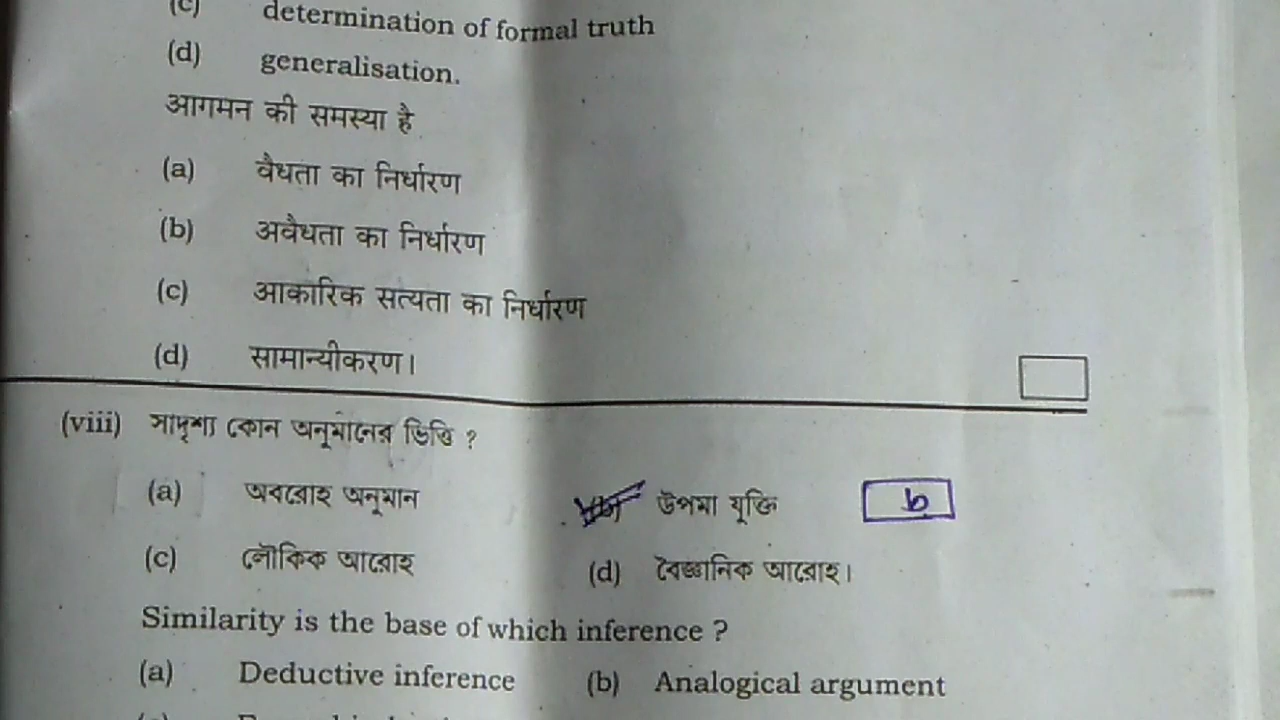 (c) determination of formal truth
(d) generalisation.
आगमन की समस्या है
(a) वैधता का निर्धारण
(b) अवैधता का निर्धारण
(c) आकारिक सत्यता का निर्धारण
(d) सामान्यीकरण।
(viii) সাদৃশ্য কোন অনুমানের ভিত্তি ?
(a) অবরোহ অনুমান উপমা যুক্তি b
(c) লৌকিক আরোহ (d) বৈজ্ঞানিক আরোহ।
Similarity is the base of which inference ?
(a) Deductive inference (b) Analogical argument